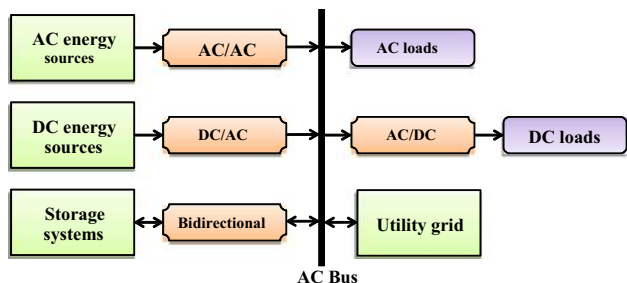 AC energy
sources
AC/AC
AC loads
DC energy
sources
DC/AC
AC/DC
DC loads
Storage
systems
Bidirectional
Utility grid
AC Bus